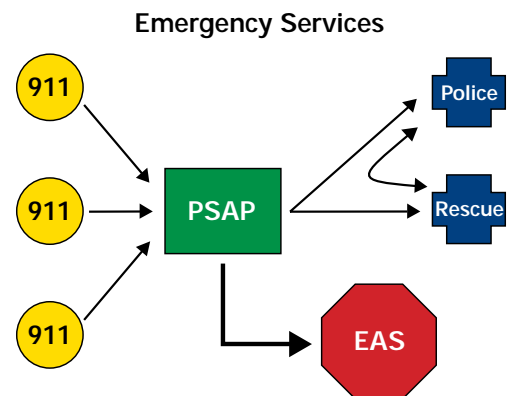 Emergency Services
911
Police
911
PSAP
Rescue
911
EAS